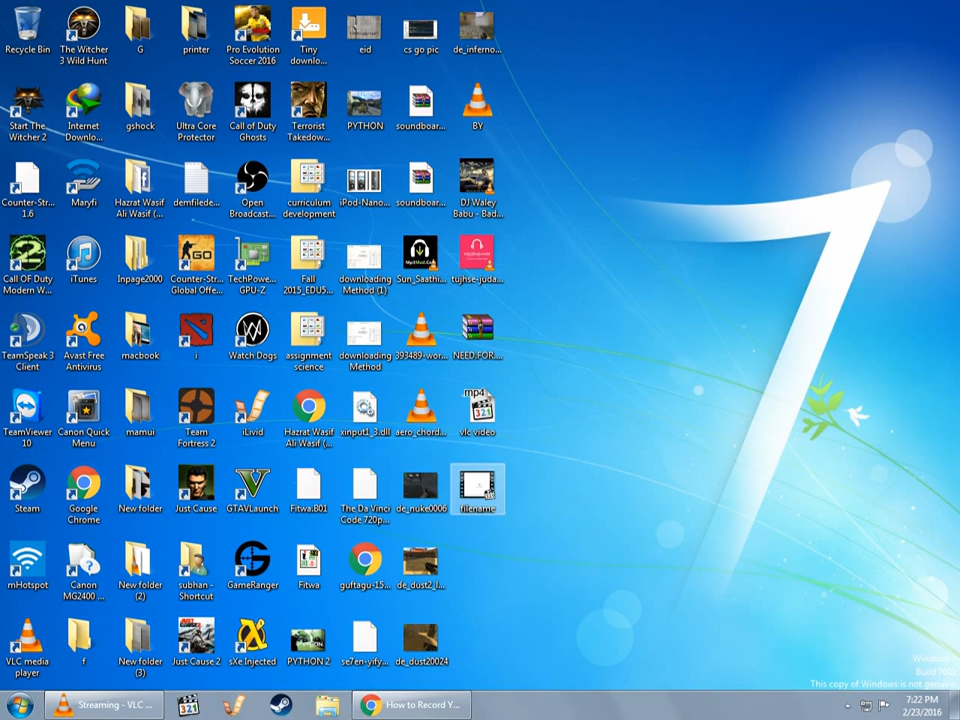 Recycle Bin
The Witcher
3 Wild Hunt
G
printer
Pro Evolution
Soccer 2016
Tiny
downlo...
eid
cs go pic
de_inferno...
Start The
Witcher 2
Internet
Downlo...
gshock
Ultra Core
Protector
Call of Duty
Ghosts
Terrorist
Takedow...
PYTHON
soundboar...
BY
Counter-Str...
1.6
Maryfi
Hazrat Wasif
Ali Wasif (...
demfilede...
Open
Broadcast...
curriculum
development
iPod-Nano...
soundboar...
DJ Waley
Babu - Bad...
Call OF Duty
Modern W...
iTunes
Inpage2000
GO
Counter-Str...
Global Offe...
TechPowe...
GPU-Z
Fall
2015_EDU5...
downloading
Method (1)
Sun_Saathi...
tujhse-juda...
TeamSpeak 3
Client
Avast Free
Antivirus
macbook
i
Watch Dogs
assignment
science
downloading
Method
393489-wor...
NEED.FOR....
TeamViewer
10
Canon Quick
Menu
mamui
Team
Fortress 2
iLivid
Hazrat Wasif
Ali Wasif (...
xinput1_3.dll
aero_chord...
mp4
321
vlc video
Steam
Google
Chrome
New folder
Just Cause
V
GTAVLaunch
Fitwa.B01
The Da Vinci
Code 720p...
de_nuke0006
filename
mHotspot
Canon
MG2400 ...
New folder
(2)
subhan -
Shortcut
GameRanger
Fitwa
guftagu-15...
de_dust2_l...
VLC media
player
f
New folder
(3)
Just Cause 2
sXe Injected
PYTHON 2
se7en-yify...
de_dust20024
7
Build 760
This copy of Windows is not genuine
Streaming - VLC ...
321
How to Record Y...
7:22 PM
2/23/2016